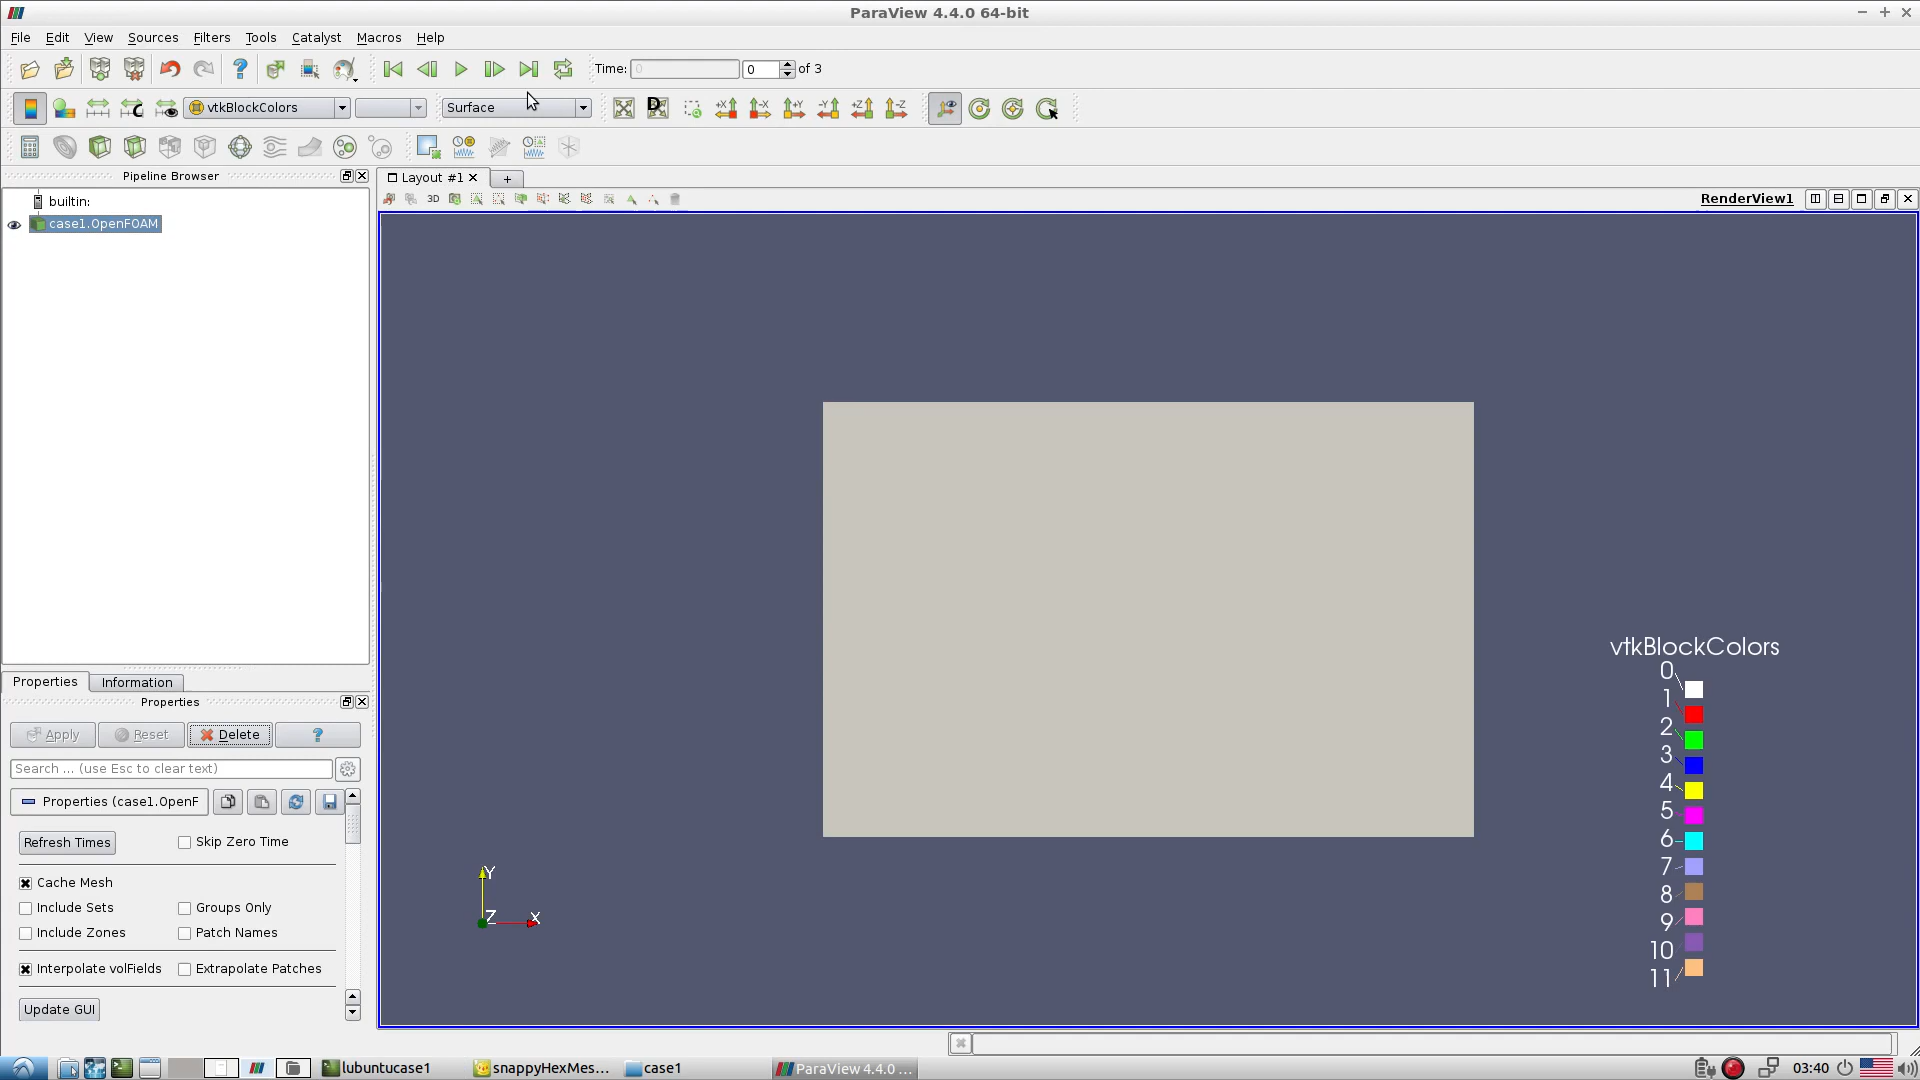 ParaView 4.4.0 64-bit
File Edit View Sources Filters Tools Catalyst Macros Help
Time: 0 0 of 3
vtkBlockColors Surface
Pipeline Browser
Layout #1
builtin:
3D
RenderView1
case1.OpenFOAM
Properties Information
Properties
Apply Reset Delete ?
Search ... (use Esc to clear text)
Properties (case1.OpenF
Refresh Times Skip Zero Time
Cache Mesh
Include Sets Groups Only
Include Zones Patch Names
Interpolate volFields Extrapolate Patches
Update GUI
Y
Z X
vtkBlockColors
0
1
2
3
4
5
6
7
8
9
10
11
lubuntucase1 snappyHexMes... case1 ParaView 4.4.0 ... 03:40